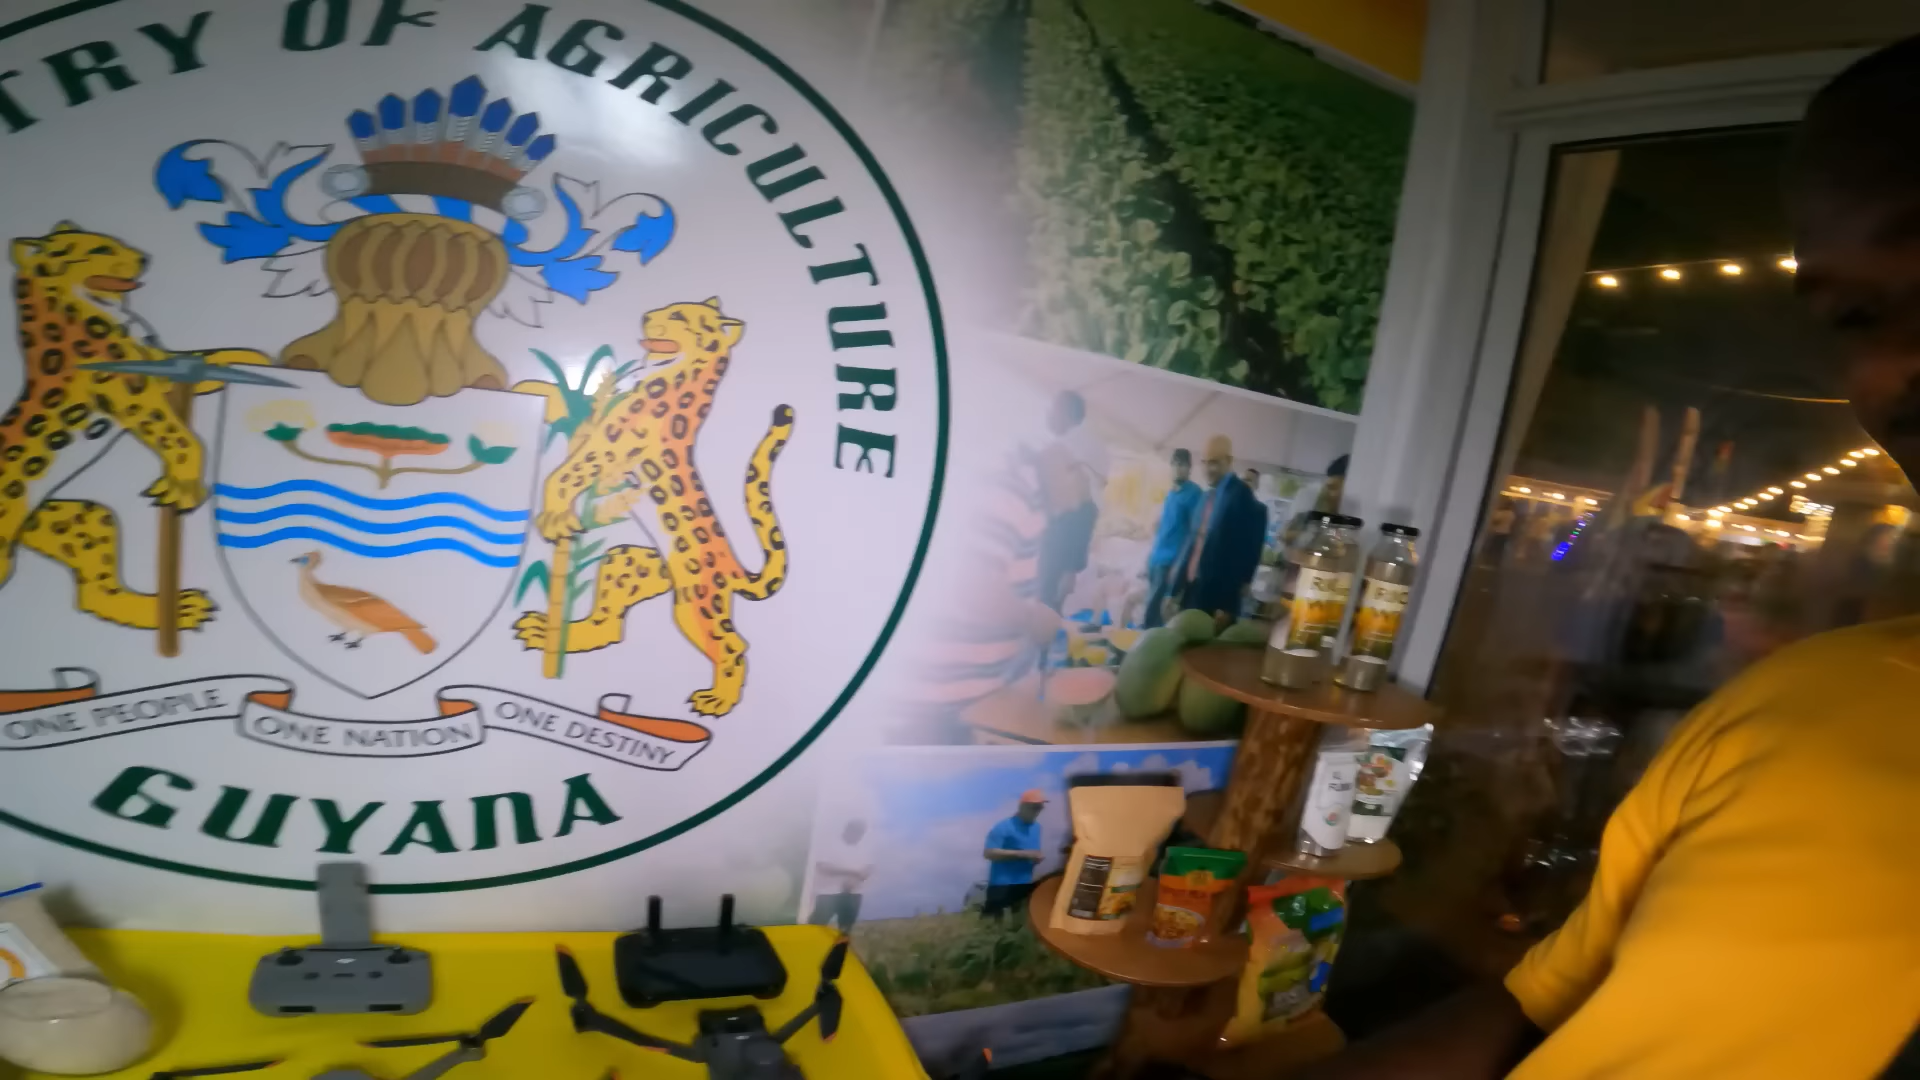 TRY OF AGRICULTURE
ONE PEOPLE ONE NATION ONE DESTINY
GUYANA